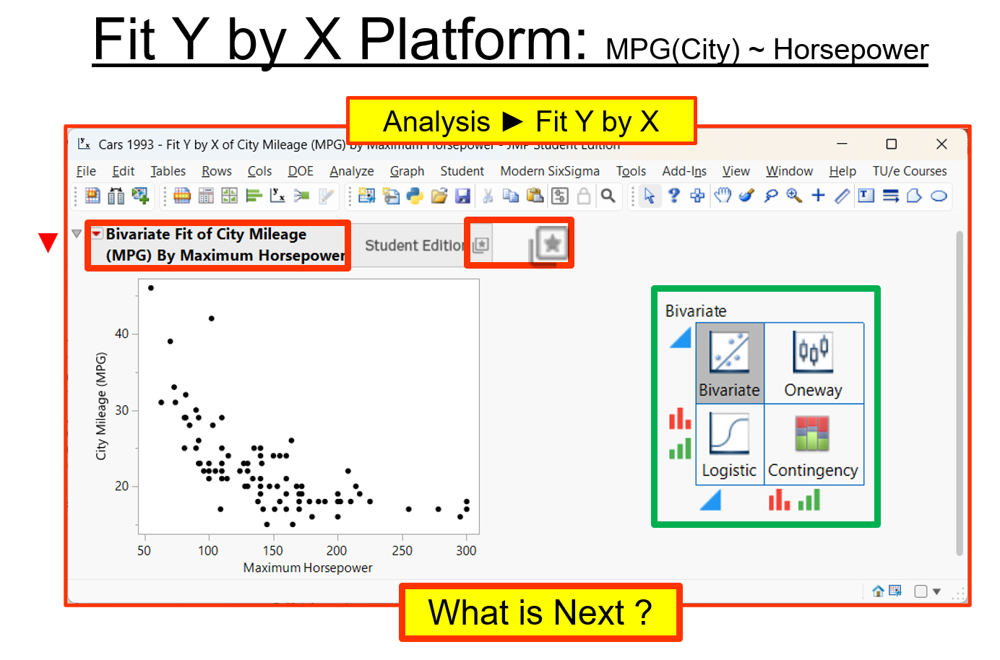 Fit Y by X Platform: MPG(City) ~ Horsepower
Analysis ► Fit Y by X
Cars 1993 - Fit Y by X of City Mileage (MPG) by Maximum Horsepower - JMP Student Edition
File Edit Tables Rows Cols DOE Analyze Graph Student Modern SixSigma Tools Add-Ins View Window Help TU/e Courses
Bivariate Fit of City Mileage
(MPG) By Maximum Horsepower
Student Edition
City Mileage (MPG)
40
30
20
50 100 150 200 250 300
Maximum Horsepower
Bivariate
Bivariate Oneway
Logistic Contingency
What is Next ?